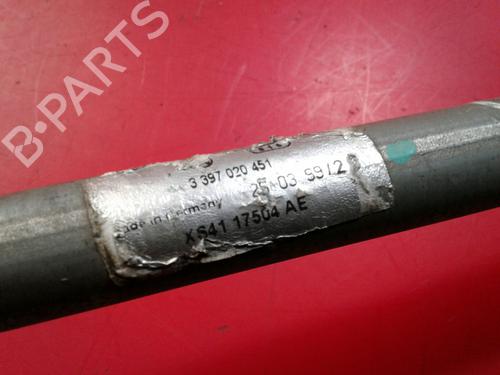 B-PARTS
3 397 020 451
25 03 9912
made in Germany
XS41 17504 AE